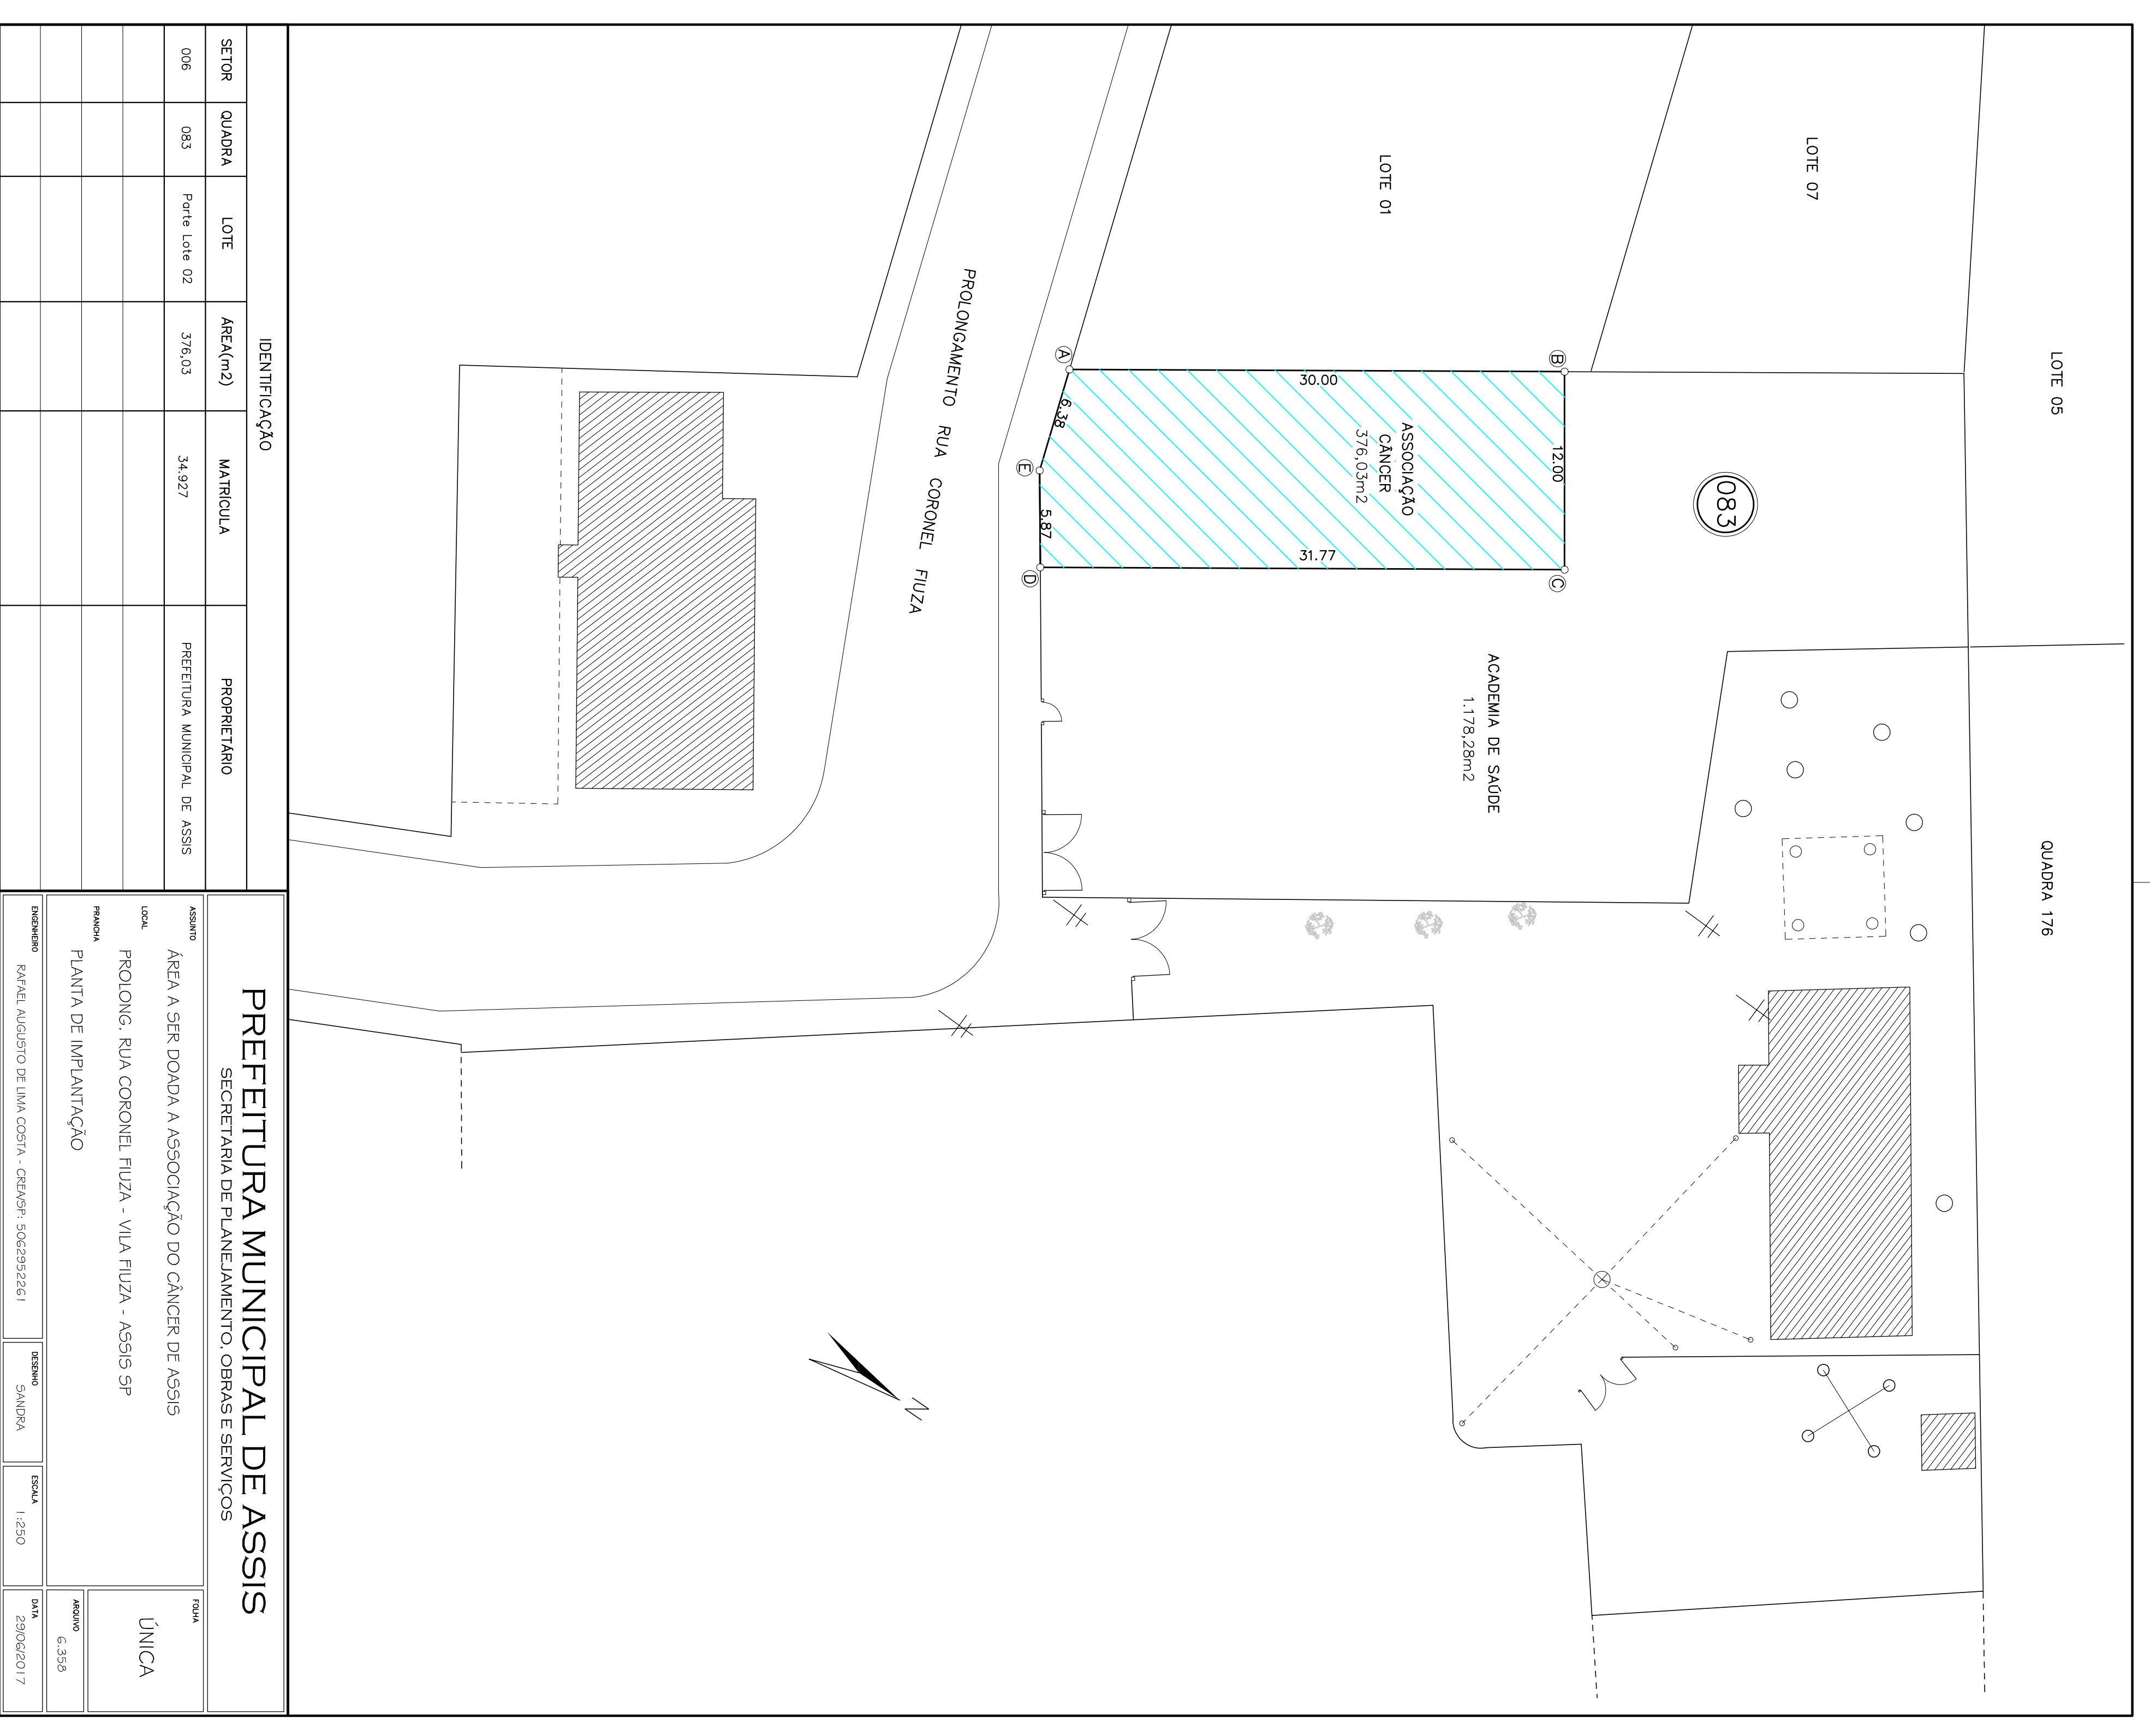 LOTE 05
QUADRA 176
LOTE 07
083
LOTE 01
B
12.00
C
30.00
ASSOCIAÇÃO
CÂNCER
376,03m2
31.77
ACADEMIA DE SAÚDE
1.178,28m2
A
6.38
E
5.87
D
PROLONGAMENTO RUA CORONEL FIUZA
N
IDENTIFICAÇÃO
SETOR QUADRA LOTE ÁREA(m2) MATRÍCULA PROPRIETÁRIO
006 083 Parte Lote 02 376,03 34.927 PREFEITURA MUNICIPAL DE ASSIS
PREFEITURA MUNICIPAL DE ASSIS
SECRETARIA DE PLANEJAMENTO, OBRAS E SERVIÇOS
ASSUNTO
ÁREA A SER DOADA A ASSOCIAÇÃO DO CÂNCER DE ASSIS
LOCAL
PROLONG. RUA CORONEL FIUZA - VILA FIUZA - ASSIS SP
PRANCHA
PLANTA DE IMPLANTAÇÃO
FOLHA
ÚNICA
ARQUIVO
6.358
ENGENHEIRO
RAFAEL AUGUSTO DE LIMA COSTA - CREA/SP: 5062952261
DESENHO
SANDRA
ESCALA
1:250
DATA
29/06/2017